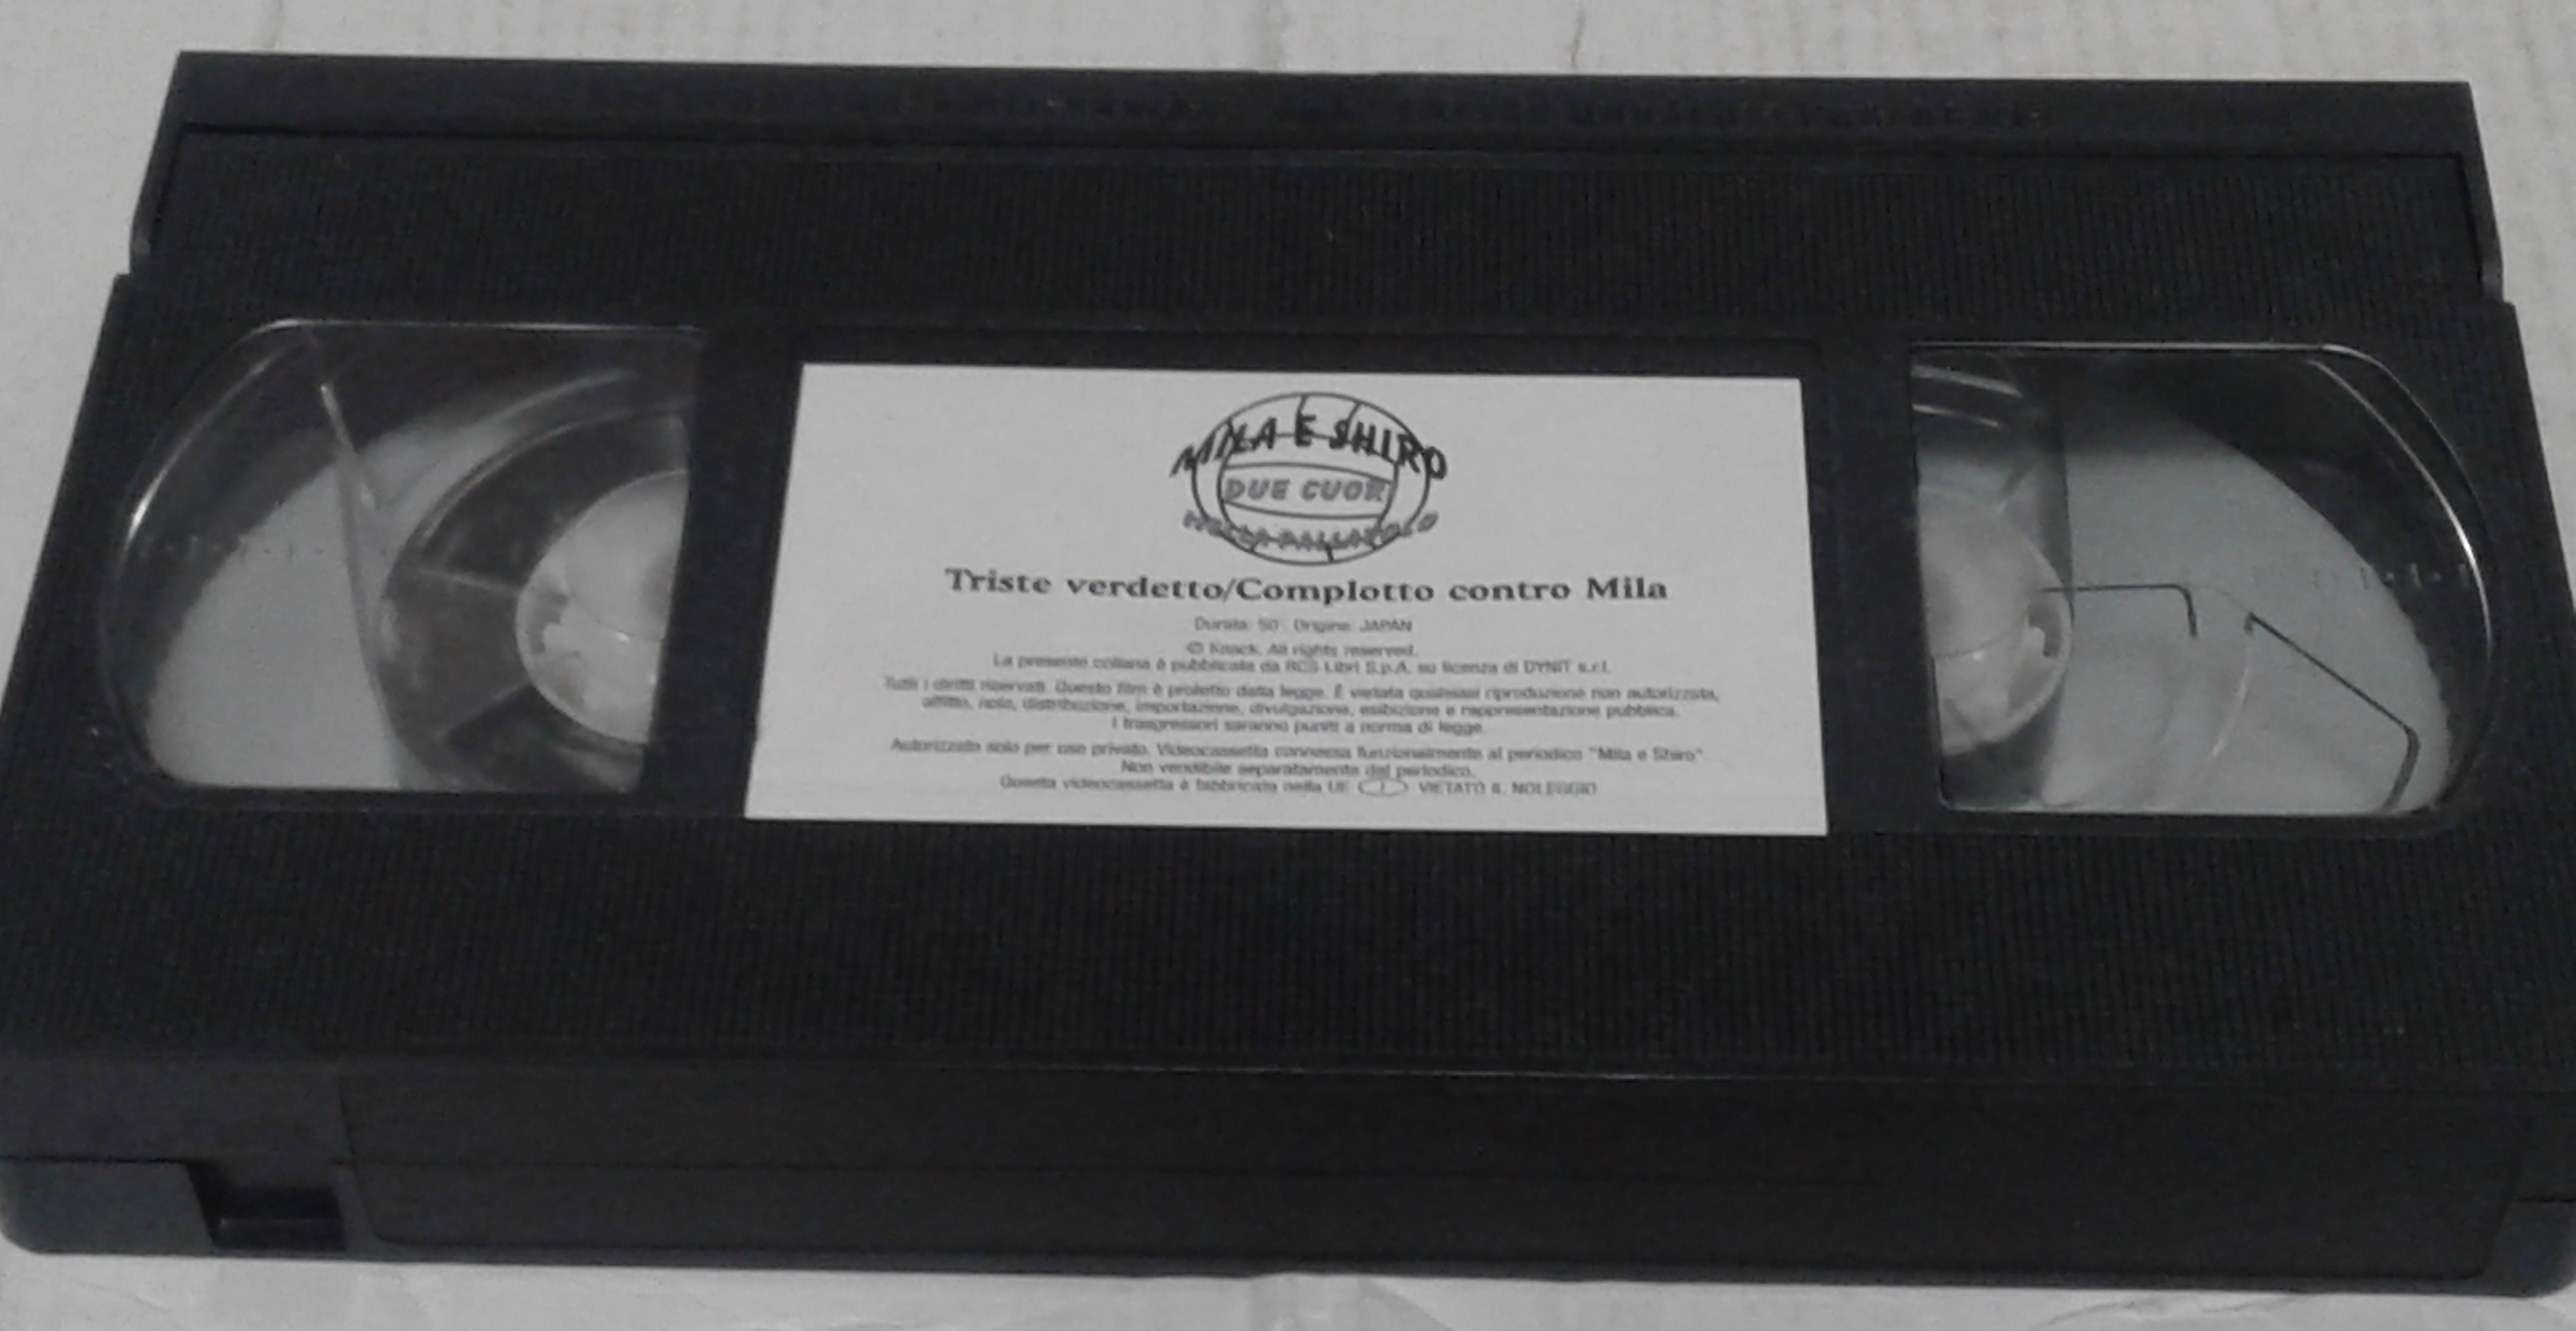 MILA E SHIRO
DUE CUORI
NELLA PALLAVOLO
Triste verdetto/Complotto contro Mila
Durata: 50' Origine: JAPAN
© Knack. All rights reserved.
La presente collana è pubblicata da RCS Libri S.p.A. su licenza di DYNIT s.r.l.
Tutti i diritti riservati. Questo film è protetto dalla legge. È vietata qualsiasi riproduzione non autorizzata,
affitto, nolo, distribuzione, importazione, divulgazione, esibizione e rappresentazione pubblica.
I trasgressori saranno puniti a norma di legge.
Autorizzato solo per uso privato. Videocassetta connessa funzionalmente al periodico "Mila e Shiro"
Non vendibile separatamente dal periodico.
Questa videocassetta è fabbricata nella UE VIETATO IL NOLEGGIO